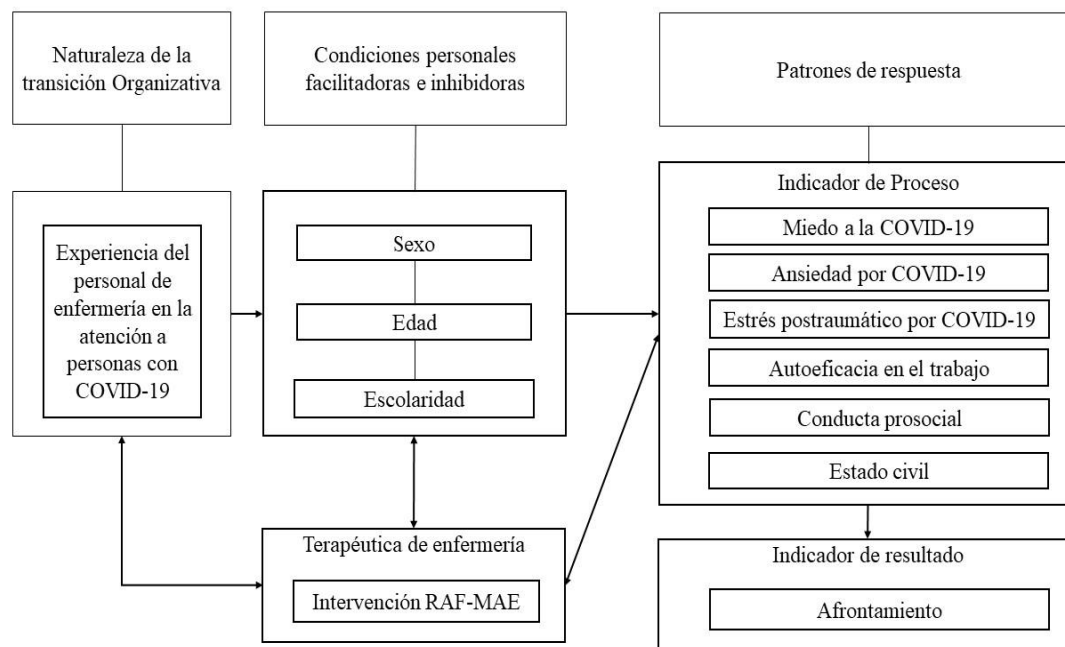 Naturaleza de la
transición Organizativa
Condiciones personales
facilitadoras e inhibidoras
Patrones de respuesta
Experiencia del
personal de
enfermería en la
atención a
personas con
COVID-19
Sexo
Edad
Escolaridad
Indicador de Proceso
Miedo a la COVID-19
Ansiedad por COVID-19
Estrés postraumático por COVID-19
Autoeficacia en el trabajo
Conducta prosocial
Estado civil
Terapéutica de enfermería
Intervención RAF-MAE
Indicador de resultado
Afrontamiento